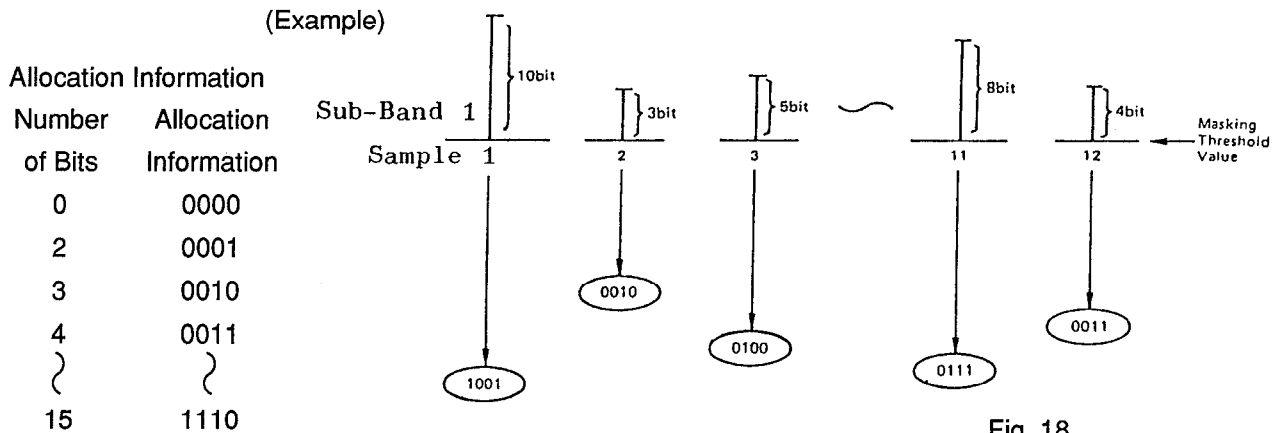 (Example)
Allocation Information
Number Allocation
of Bits Information
0 0000
2 0001
3 0010
4 0011
15 1110
10bit
3bit
5bit
8bit
4bit
Sub-Band 1
Sample 1 2 3 11 12
Masking
Threshold
Value
1001
0010
0100
0111
0011
Fig. 18